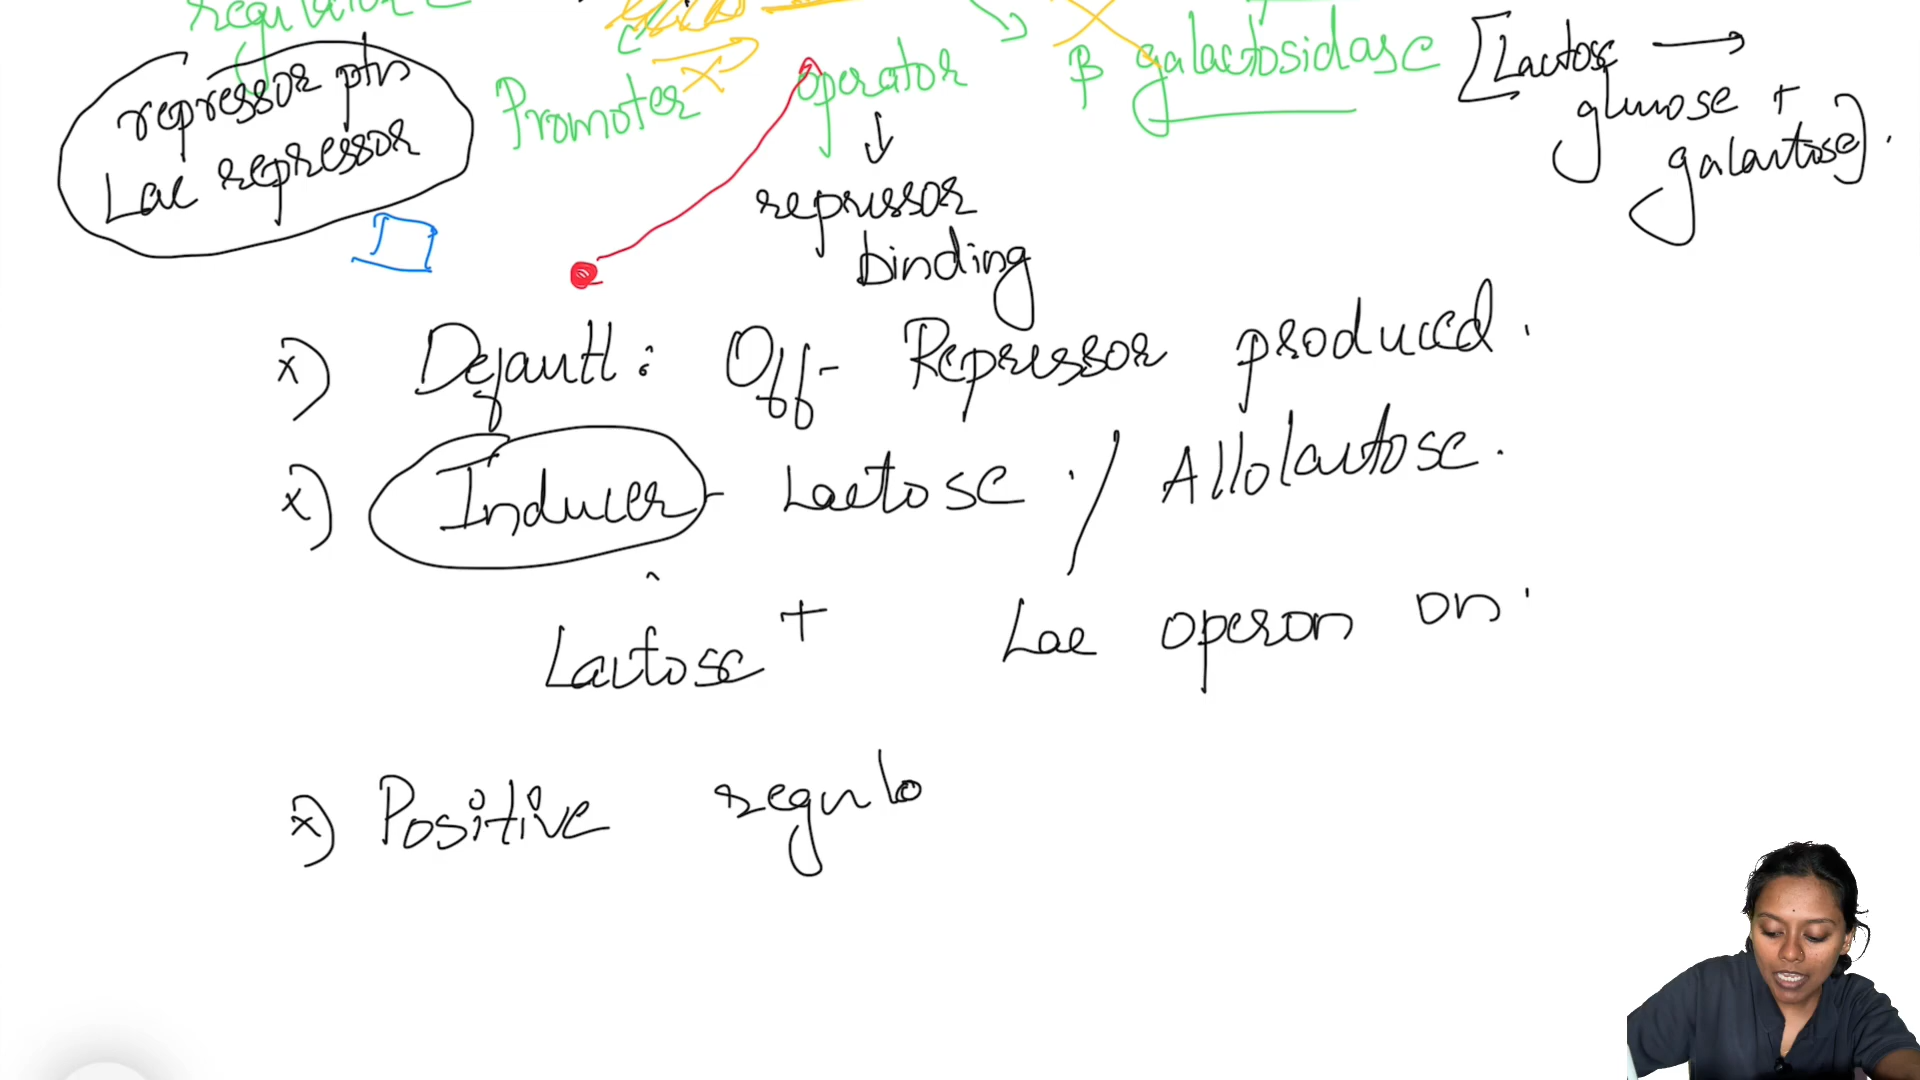 repressor ptn
Lac repressor
Promoter
operator
repressor
binding
β galactosidase
[Lactose →
glucose +
galactose].
x) Default : Off - Repressor produced.
x) Inducer - Lactose . / Allolactose.
Lactose + Lac operon on.
x) Positive regula